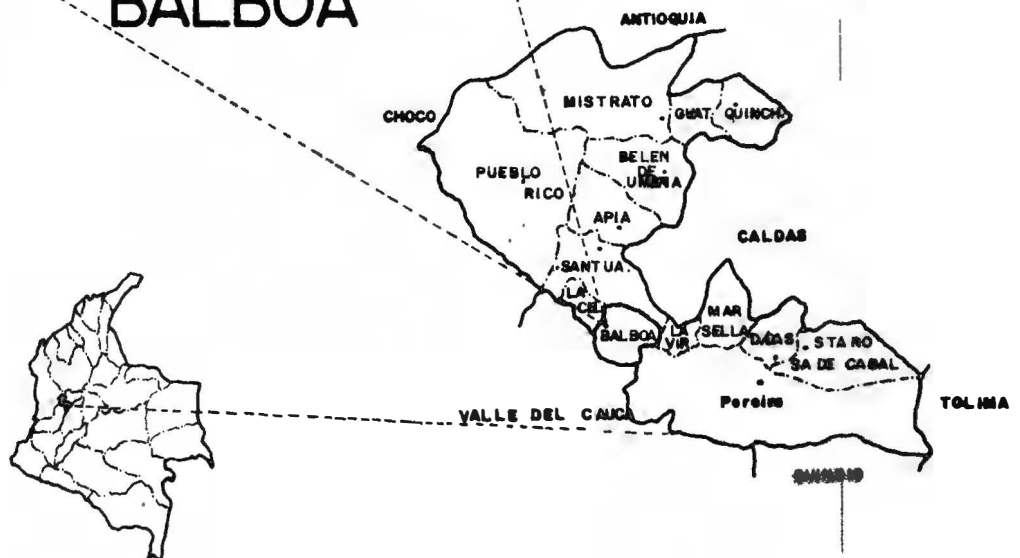 BALBOA
ANTIOQUIA
MISTRATO
CHOCO
GUAT.
QUINCH.
BELEN
DE
UMBRIA
PUEBLO
RICO
APIA
CALDAS
SANTUA.
LA
CEL
BALBOA
LA
VIR
MAR
SELLA
STA RO
SA DE CABAL
Pereira
VALLE DEL CAUCA
TOLIMA